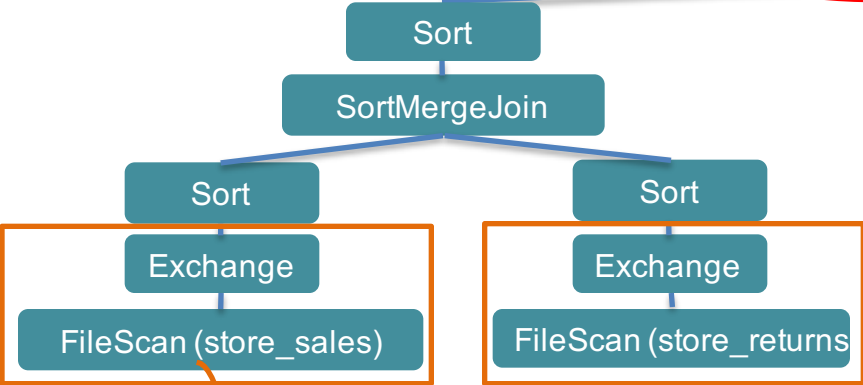 Sort
SortMergeJoin
Sort
Sort
Exchange
Exchange
FileScan (store_sales)
FileScan (store_returns